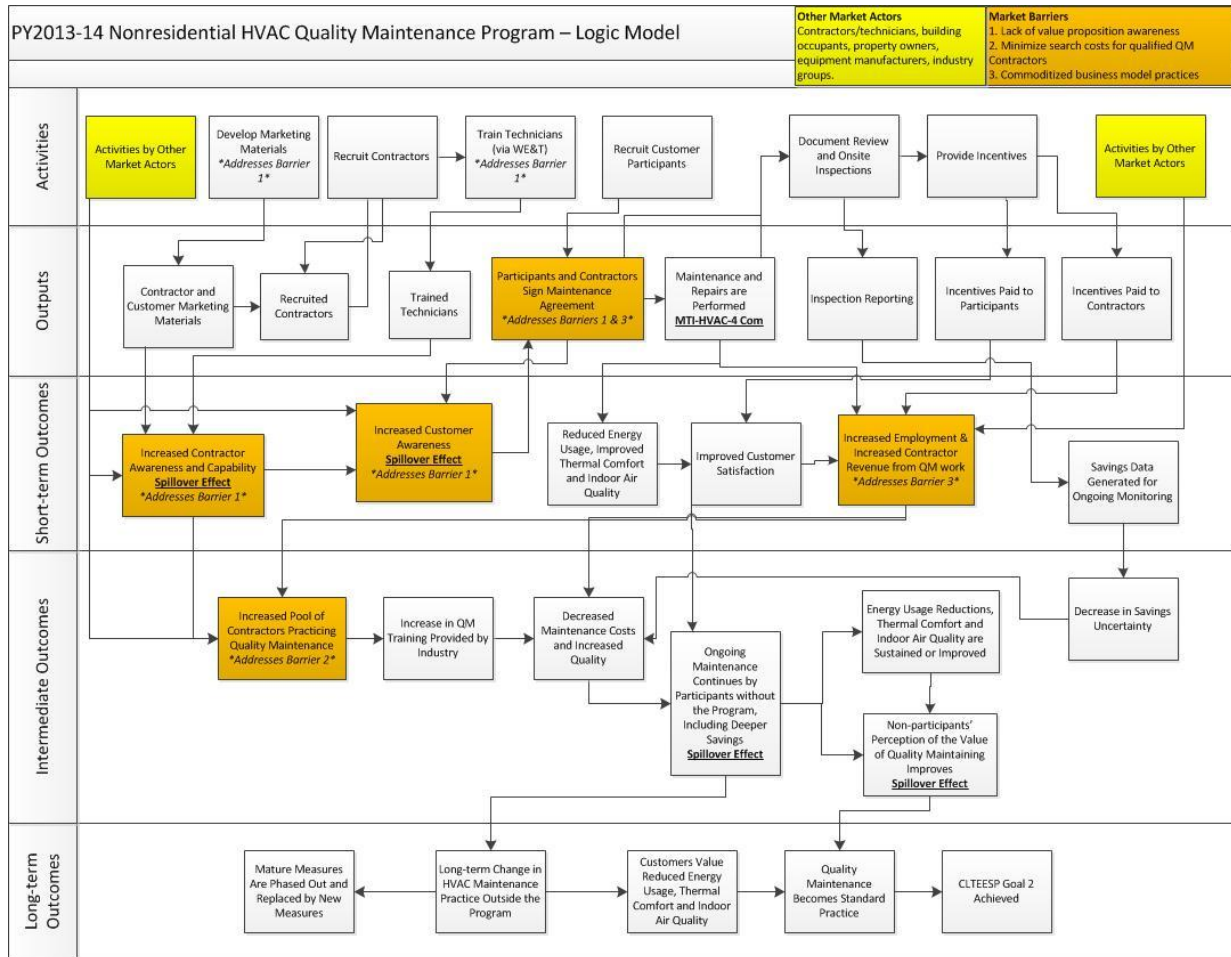 PY2013-14 Nonresidential HVAC Quality Maintenance Program – Logic Model
Other Market Actors
Contractors/technicians, building
occupants, property owners,
equipment manufacturers, industry
groups.
Market Barriers
1. Lack of value proposition awareness
2. Minimize search costs for qualified QM
Contractors
3. Commoditized business model practices
Activities
Activities by Other
Market Actors
Develop Marketing
Materials
*Addresses Barrier
1*
Recruit Contractors
Train Technicians
(via WE&T)
*Addresses Barrier
1*
Recruit Customer
Participants
Document Review
and Onsite
Inspections
Provide Incentives
Activities by Other
Market Actors
Outputs
Contractor and
Customer Marketing
Materials
Recruited
Contractors
Trained
Technicians
Participants and Contractors
Sign Maintenance
Agreement
*Addresses Barriers 1 & 3*
Maintenance and
Repairs are
Performed
MTI-HVAC-4 Com
Inspection Reporting
Incentives Paid to
Participants
Incentives Paid to
Contractors
Short-term Outcomes
Increased Contractor
Awareness and Capability
Spillover Effect
*Addresses Barrier 1*
Increased Customer
Awareness
Spillover Effect
*Addresses Barrier 1*
Reduced Energy
Usage, Improved
Thermal Comfort
and Indoor Air
Quality
Improved Customer
Satisfaction
Increased Employment &
Increased Contractor
Revenue from QM work
*Addresses Barrier 3*
Savings Data
Generated for
Ongoing Monitoring
Intermediate Outcomes
Increased Pool of
Contractors Practicing
Quality Maintenance
*Addresses Barrier 2*
Increase in QM
Training Provided by
Industry
Decreased
Maintenance Costs
and Increased
Quality
Ongoing
Maintenance
Continues by
Participants without
the Program,
Including Deeper
Savings
Spillover Effect
Energy Usage Reductions,
Thermal Comfort and
Indoor Air Quality are
Sustained or Improved
Decrease in Savings
Uncertainty
Non-participants'
Perception of the Value
of Quality Maintaining
Improves
Spillover Effect
Long-term
Outcomes
Mature Measures
Are Phased Out and
Replaced by New
Measures
Long-term Change in
HVAC Maintenance
Practice Outside the
Program
Customers Value
Reduced Energy
Usage, Thermal
Comfort and Indoor
Air Quality
Quality
Maintenance
Becomes Standard
Practice
CLTEESP Goal 2
Achieved